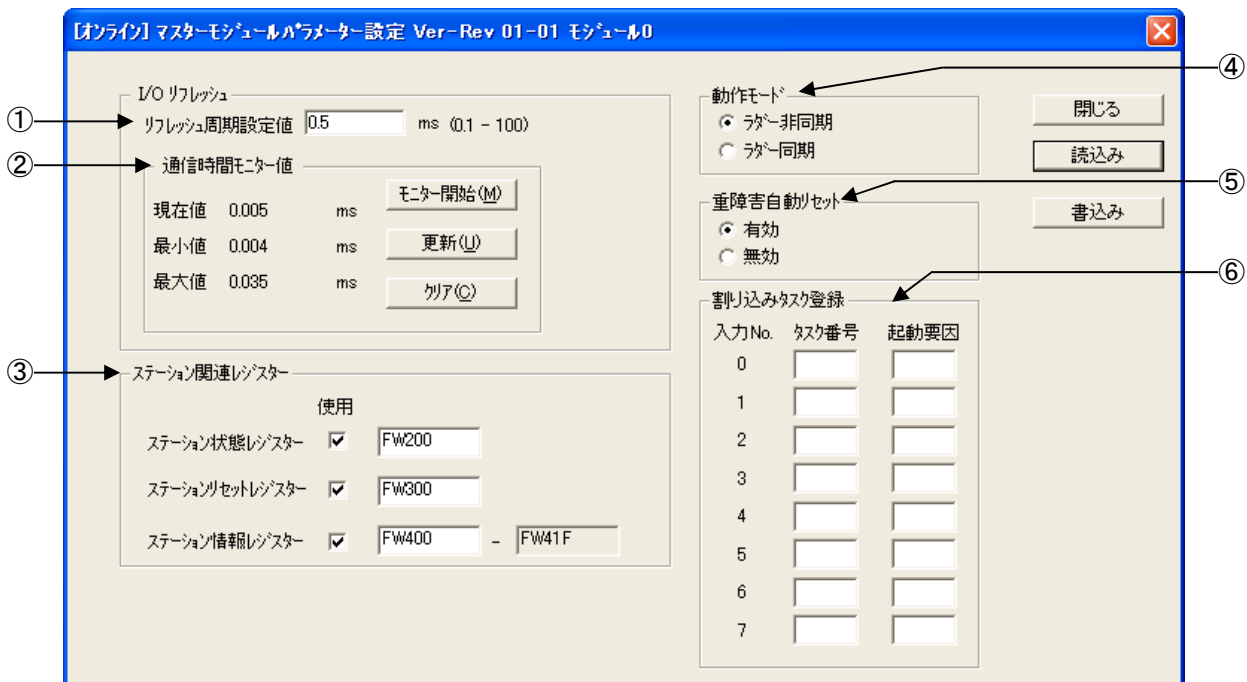 [オンライン] マスターモジュールパラメーター設定 Ver-Rev 01-01 モジュール0
I/O リフレッシュ
① リフレッシュ周期設定値 0.5 ms (0.1 - 100)
② 通信時間モニター値
現在値 0.005 ms モニター開始(M)
最小値 0.004 ms 更新(U)
最大値 0.035 ms クリア(C)
③ ステーション関連レジスター
使用
ステーション状態レジスター FW200
ステーションリセットレジスター FW300
ステーション情報レジスター FW400 - FW41F
④ 動作モード
ラダー非同期
ラダー同期
⑤ 重障害自動リセット
有効
無効
⑥ 割り込みタスク登録
入力No. タスク番号 起動要因
0
1
2
3
4
5
6
7
閉じる
読込み
書込み